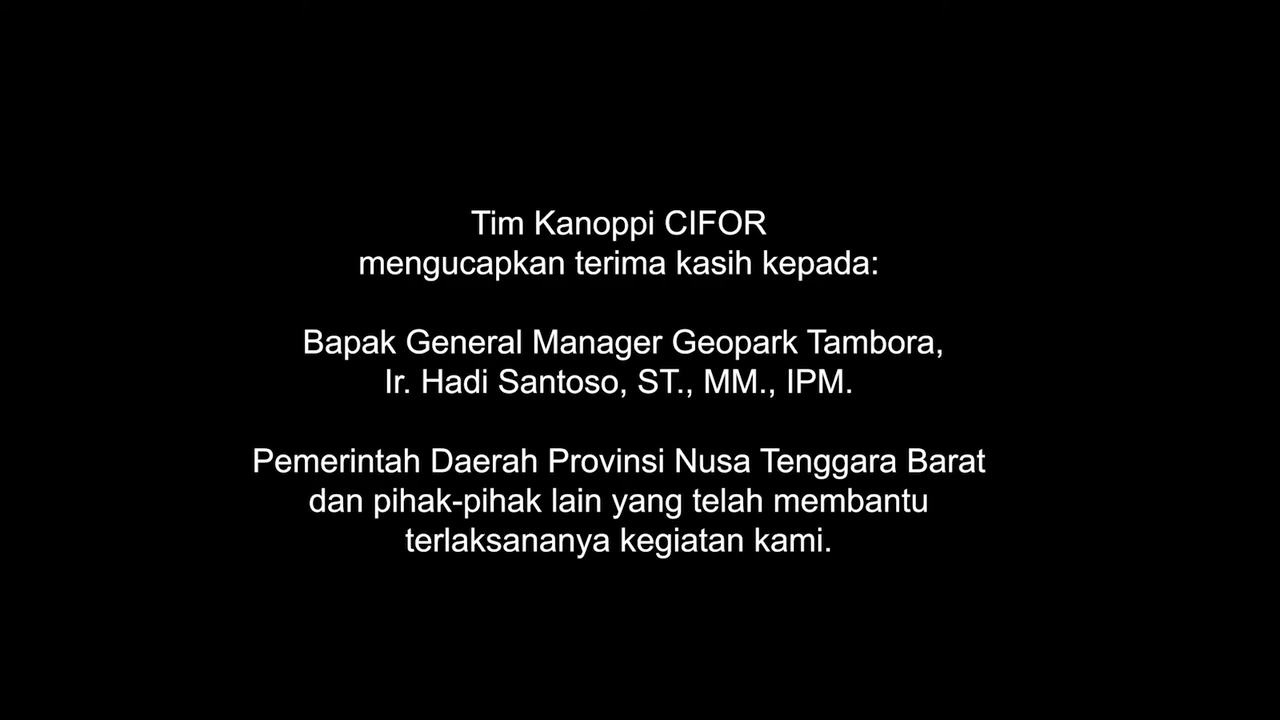 Tim Kanoppi CIFOR
mengucapkan terima kasih kepada:
Bapak General Manager Geopark Tambora,
Ir. Hadi Santoso, ST., MM., IPM.
Pemerintah Daerah Provinsi Nusa Tenggara Barat
dan pihak-pihak lain yang telah membantu
terlaksananya kegiatan kami.